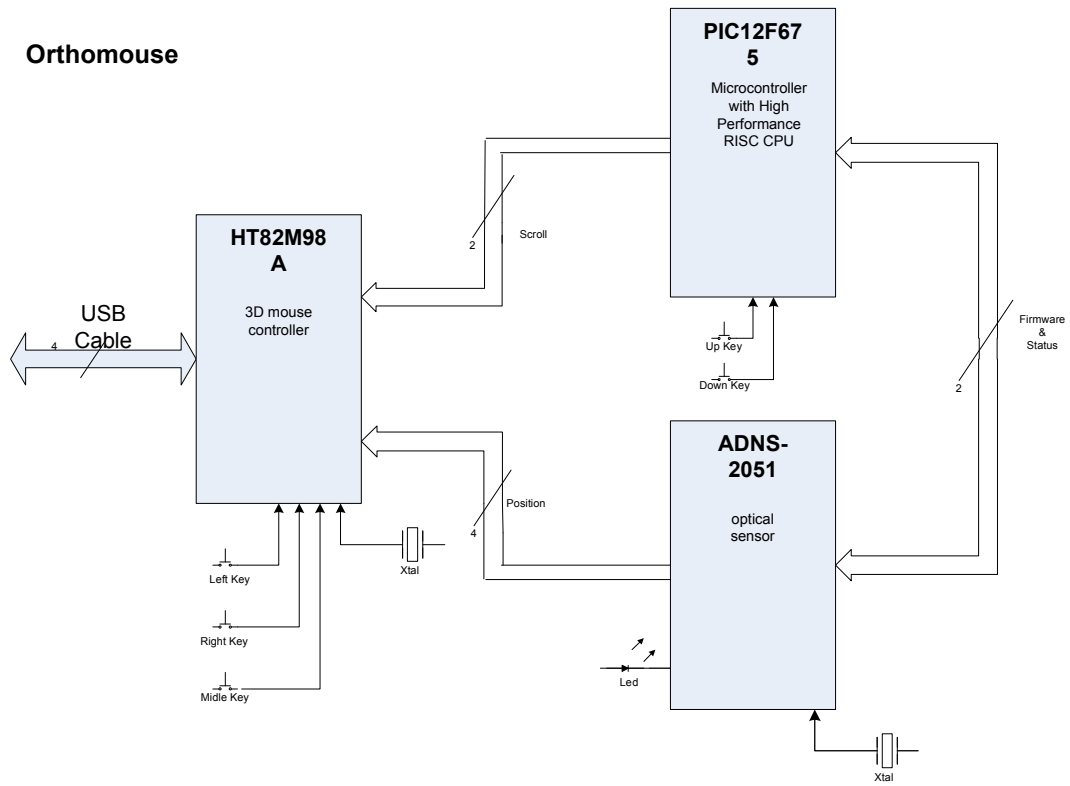 Orthomouse
PIC12F67
5
Microcontroller
with High
Performance
RISC CPU
HT82M98
A
3D mouse
controller
USB
Cable
4
2
Scroll
Up Key
Down Key
Firmware
&
Status
2
ADNS-
2051
optical
sensor
Position
4
Left Key
Right Key
Midle Key
Xtal
Led
Xtal